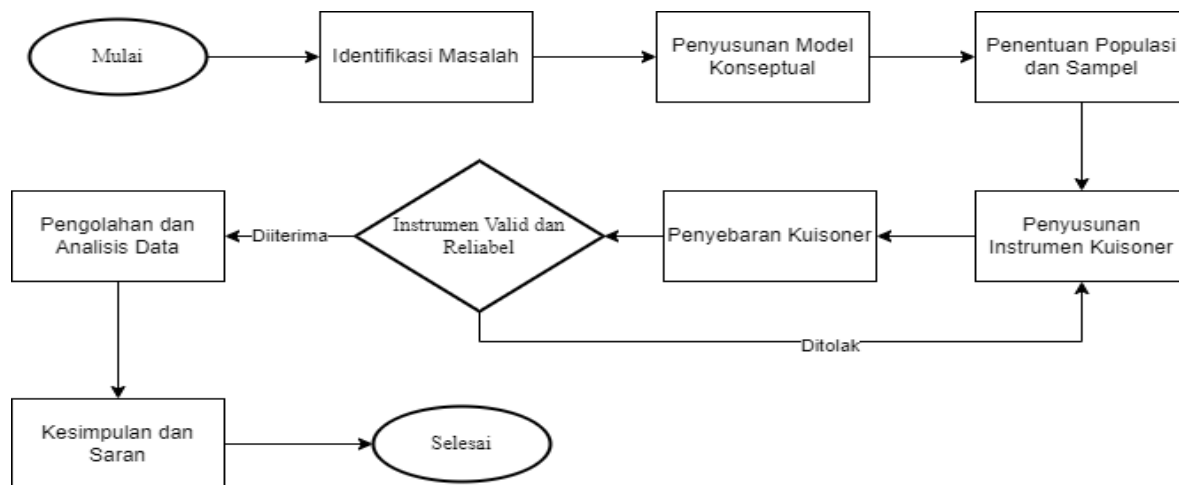 Mulai
Identifikasi Masalah
Penyusunan Model
Konseptual
Penentuan Populasi
dan Sampel
Penyusunan
Instrumen Kuisoner
Penyebaran Kuisoner
Instrumen Valid dan
Reliabel
Diiterima
Ditolak
Pengolahan dan
Analisis Data
Kesimpulan dan
Saran
Selesai